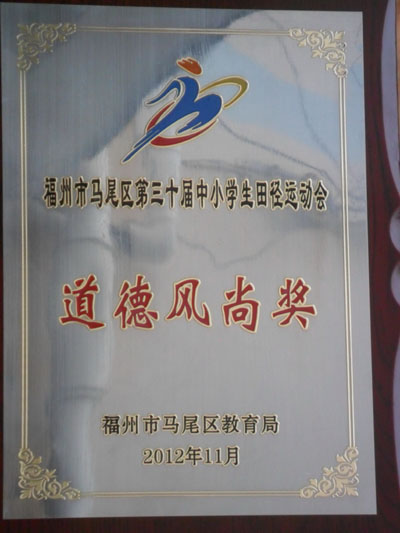 福州市马尾区第三十届中小学生田径运动会
道德风尚奖
福州市马尾区教育局
2012年11月